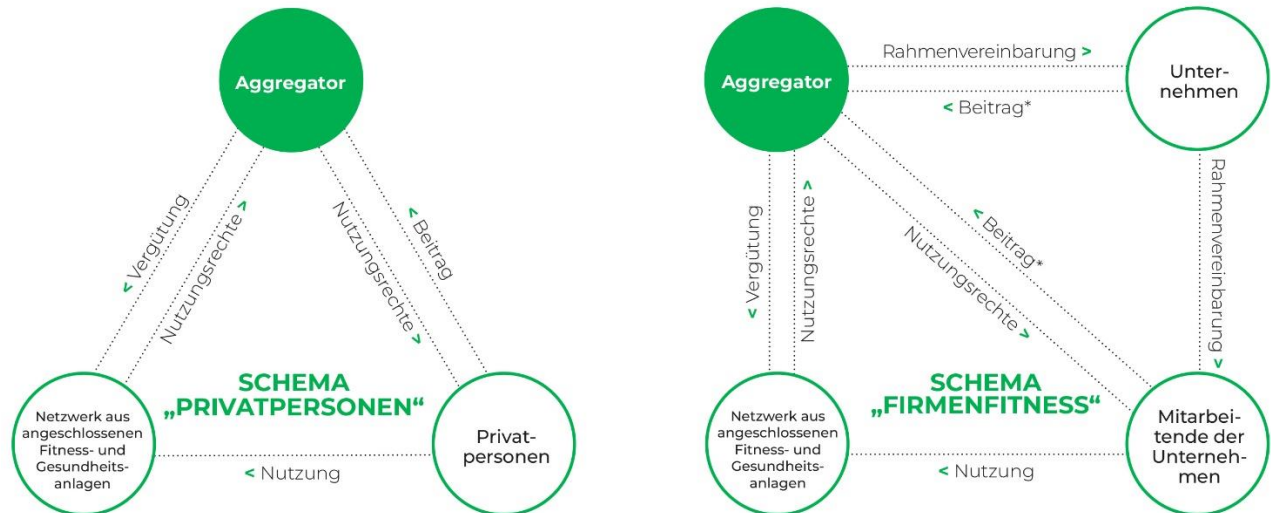 Aggregator
< Vergütung
Nutzungsrechte >
Nutzungsrechte >
< Beitrag
SCHEMA
„PRIVATPERSONEN“
Netzwerk aus
angeschlossenen
Fitness- und
Gesundheits-
anlagen
Privat-
personen
< Nutzung
Aggregator
Rahmenvereinbarung >
< Beitrag*
Unter-
nehmen
< Vergütung
Nutzungsrechte >
< Beitrag*
Nutzungsrechte >
Rahmenvereinbarung >
SCHEMA
„FIRMENFITNESS“
Netzwerk aus
angeschlossenen
Fitness- und
Gesundheits-
anlagen
Mitarbei-
tende der
Unterneh-
men
< Nutzung